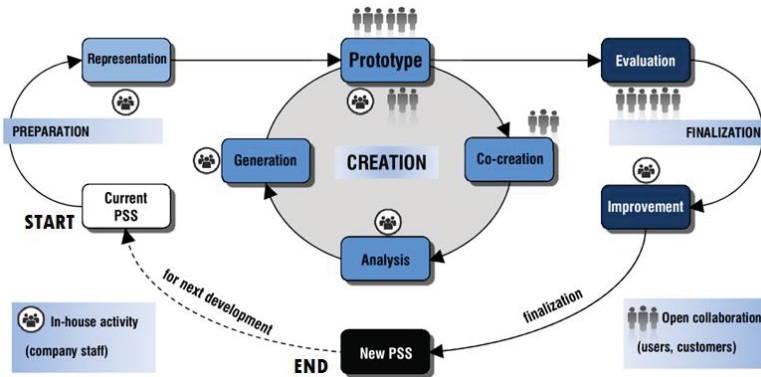 Representation
Prototype
Evaluation
PREPARATION
FINALIZATION
Generation
CREATION
Co-creation
START
Current
PSS
Improvement
Analysis
for next development
finalization
In-house activity
(company staff)
END
New PSS
Open collaboration
(users, customers)